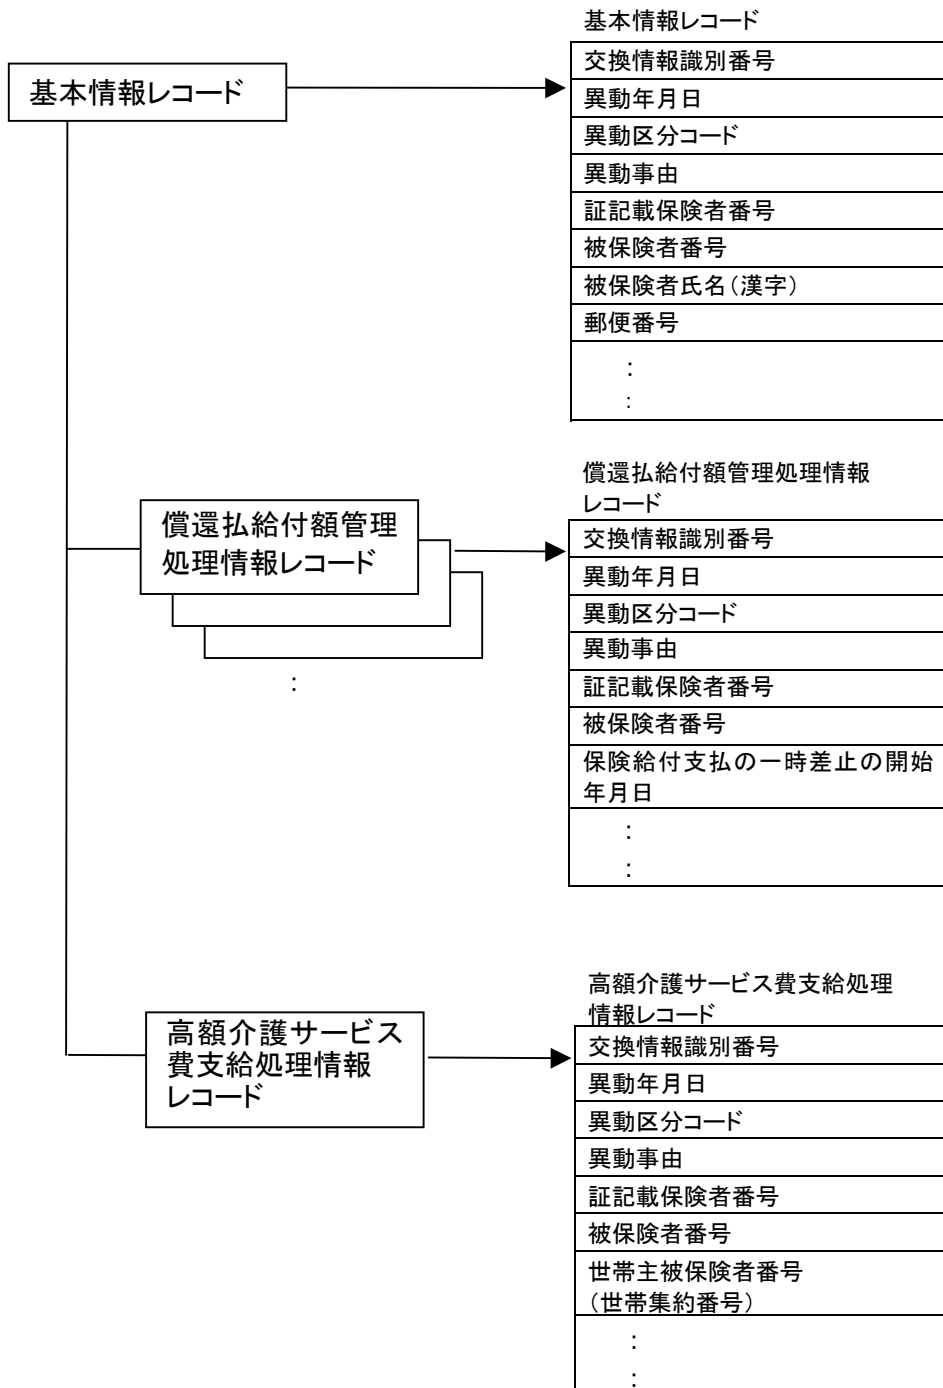 基本情報レコード
基本情報レコード
交換情報識別番号
異動年月日
異動区分コード
異動事由
証記載保険者番号
被保険者番号
被保険者氏名（漢字）
郵便番号
：
：
償還払給付額管理
処理情報レコード
：
償還払給付額管理処理情報
レコード
交換情報識別番号
異動年月日
異動区分コード
異動事由
証記載保険者番号
被保険者番号
保険給付支払の一時差止の開始
年月日
：
：
高額介護サービス
費支給処理情報
レコード
高額介護サービス費支給処理
情報レコード
交換情報識別番号
異動年月日
異動区分コード
異動事由
証記載保険者番号
被保険者番号
世帯主被保険者番号
（世帯集約番号）
：
：